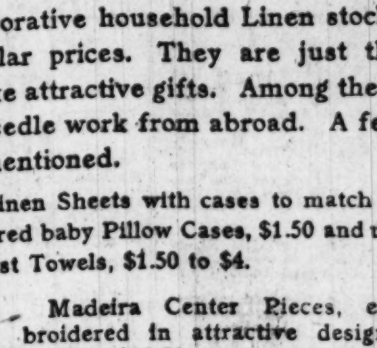 orative household Linen stoc
lar prices. They are just t
e attractive gifts. Among the
edle work from abroad. A fe
entioned.
inen Sheets with cases to match
red baby Pillow Cases, $1.50 and
st Towels, $1.50 to $4.
Madeira Center Pieces, e
broidered in attractive desig